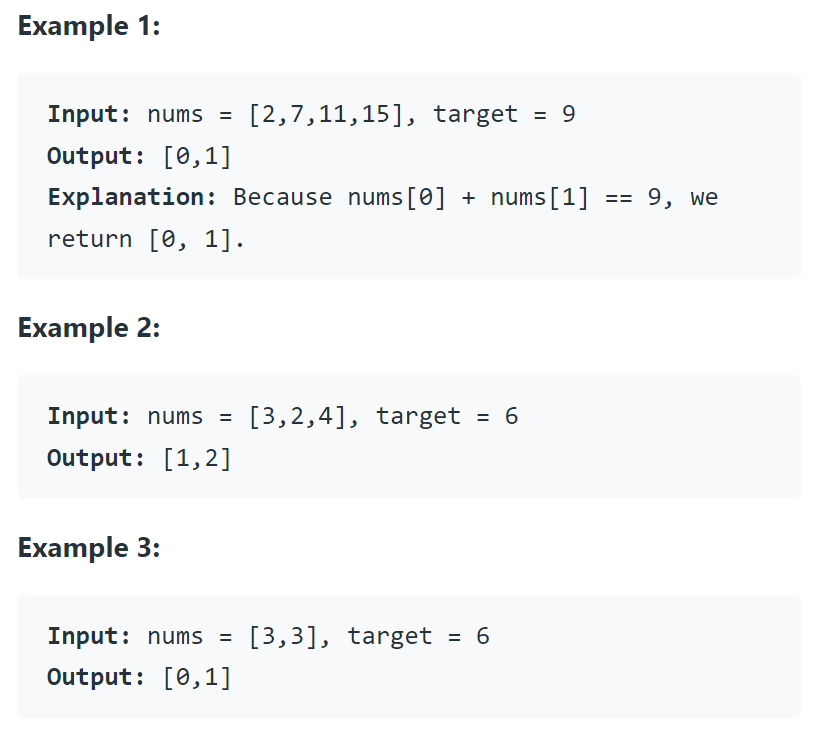 Example 1:
Input: nums = [2,7,11,15], target = 9
Output: [0,1]
Explanation: Because nums[0] + nums[1] == 9, we
return [0, 1].
Example 2:
Input: nums = [3,2,4], target = 6
Output: [1,2]
Example 3:
Input: nums = [3,3], target = 6
Output: [0,1]